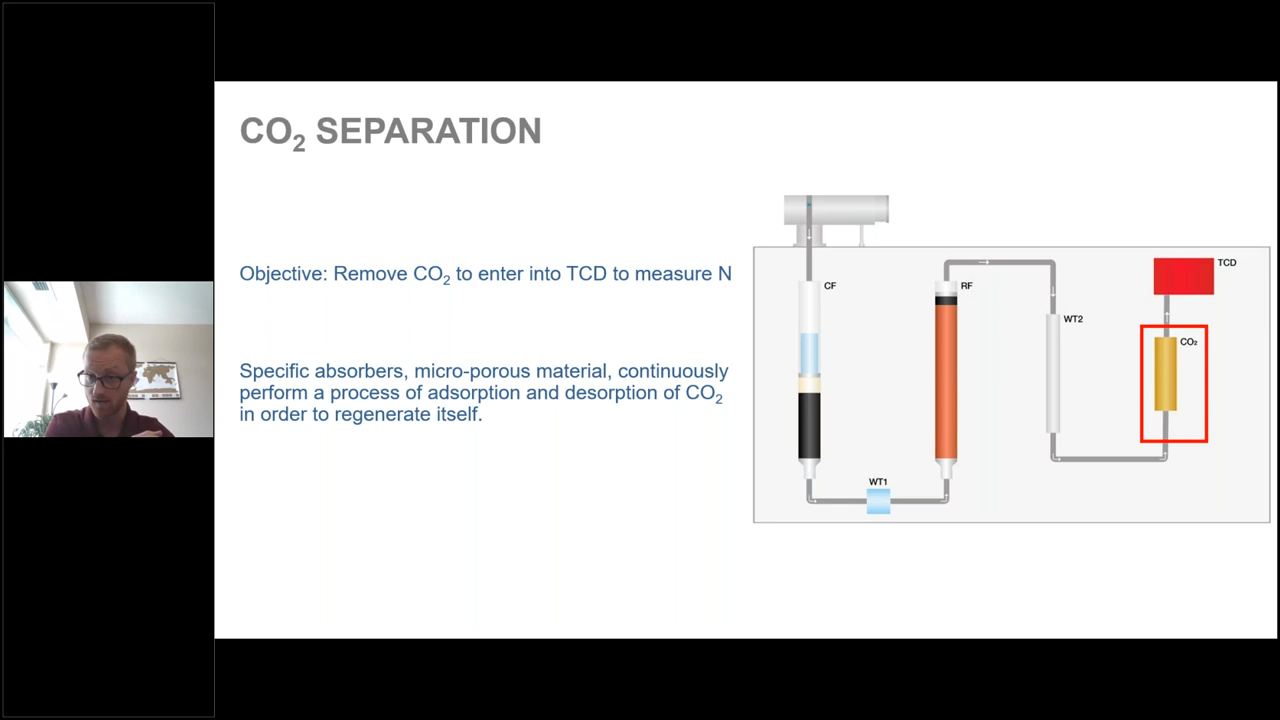 CO₂ SEPARATION
Objective: Remove CO₂ to enter into TCD to measure N
Specific absorbers, micro-porous material, continuously
perform a process of adsorption and desorption of CO₂
in order to regenerate itself.
CF
RF
WT1
WT2
TCD
CO₂